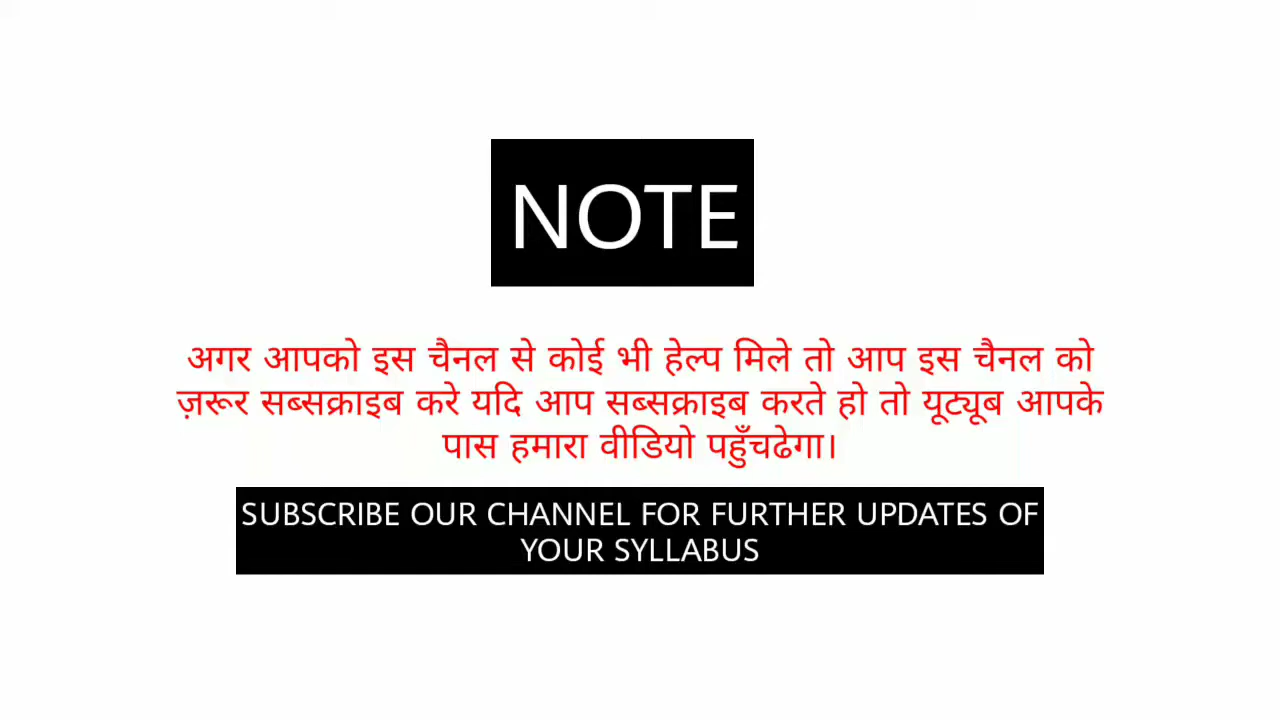 NOTE
अगर आपको इस चैनल से कोई भी हेल्प मिले तो आप इस चैनल को
ज़रूर सब्सक्राइब करे यदि आप सब्सक्राइब करते हो तो यूट्यूब आपके
पास हमारा वीडियो पहुँचढेगा।
SUBSCRIBE OUR CHANNEL FOR FURTHER UPDATES OF
YOUR SYLLABUS